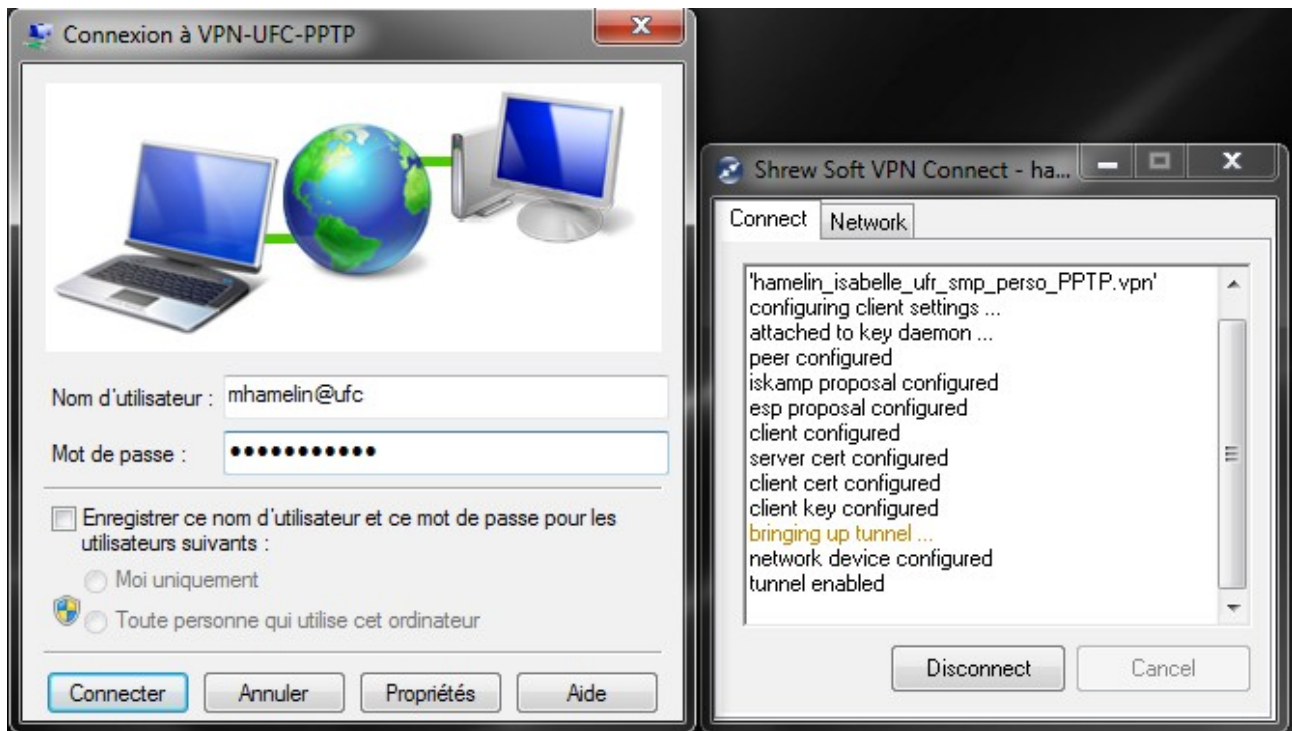 Connexion à VPN-UFC-PPTP
Nom d'utilisateur : mhamelin@ufc
Mot de passe : •••••••••••
Enregistrer ce nom d'utilisateur et ce mot de passe pour les
utilisateurs suivants :
Moi uniquement
Toute personne qui utilise cet ordinateur
Connecter Annuler Propriétés Aide
Shrew Soft VPN Connect - ha...
Connect Network
'hamelin_isabelle_ufr_smp_perso_PPTP.vpn'
configuring client settings ...
attached to key daemon ...
peer configured
iskamp proposal configured
esp proposal configured
client configured
server cert configured
client cert configured
client key configured
bringing up tunnel ...
network device configured
tunnel enabled
Disconnect Cancel